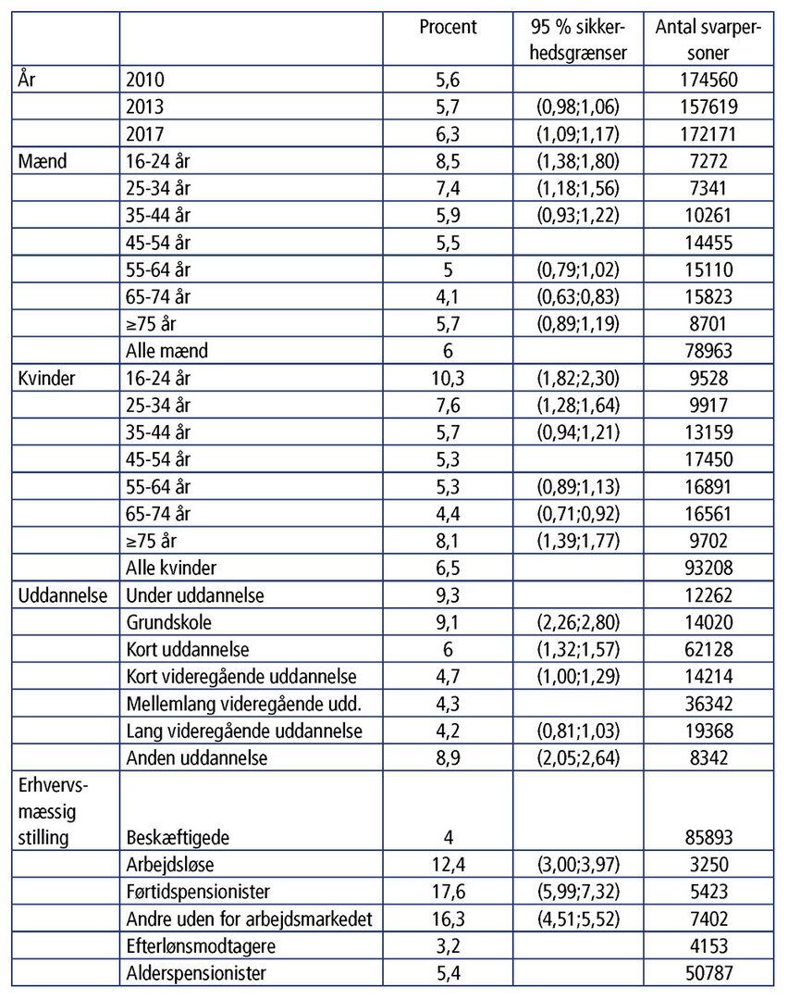 Procent 95 % sikker- Antal svarper-
hedsgrænser soner
År 2010 5,6 174560
2013 5,7 (0,98;1,06) 157619
2017 6,3 (1,09;1,17) 172171
Mænd 16-24 år 8,5 (1,38;1,80) 7272
25-34 år 7,4 (1,18;1,56) 7341
35-44 år 5,9 (0,93;1,22) 10261
45-54 år 5,5 14455
55-64 år 5 (0,79;1,02) 15110
65-74 år 4,1 (0,63;0,83) 15823
≥75 år 5,7 (0,89;1,19) 8701
Alle mænd 6 78963
Kvinder 16-24 år 10,3 (1,82;2,30) 9528
25-34 år 7,6 (1,28;1,64) 9917
35-44 år 5,7 (0,94;1,21) 13159
45-54 år 5,3 17450
55-64 år 5,3 (0,89;1,13) 16891
65-74 år 4,4 (0,71;0,92) 16561
≥75 år 8,1 (1,39;1,77) 9702
Alle kvinder 6,5 93208
Uddannelse Under uddannelse 9,3 12262
Grundskole 9,1 (2,26;2,80) 14020
Kort uddannelse 6 (1,32;1,57) 62128
Kort videregående uddannelse 4,7 (1,00;1,29) 14214
Mellemlang videregående udd. 4,3 36342
Lang videregående uddannelse 4,2 (0,81;1,03) 19368
Anden uddannelse 8,9 (2,05;2,64) 8342
Erhvervs-
mæssig
stilling Beskæftigede 4 85893
Arbejdsløse 12,4 (3,00;3,97) 3250
Førtidspensionister 17,6 (5,99;7,32) 5423
Andre uden for arbejdsmarkedet 16,3 (4,51;5,52) 7402
Efterlønsmodtagere 3,2 4153
Alderspensionister 5,4 50787